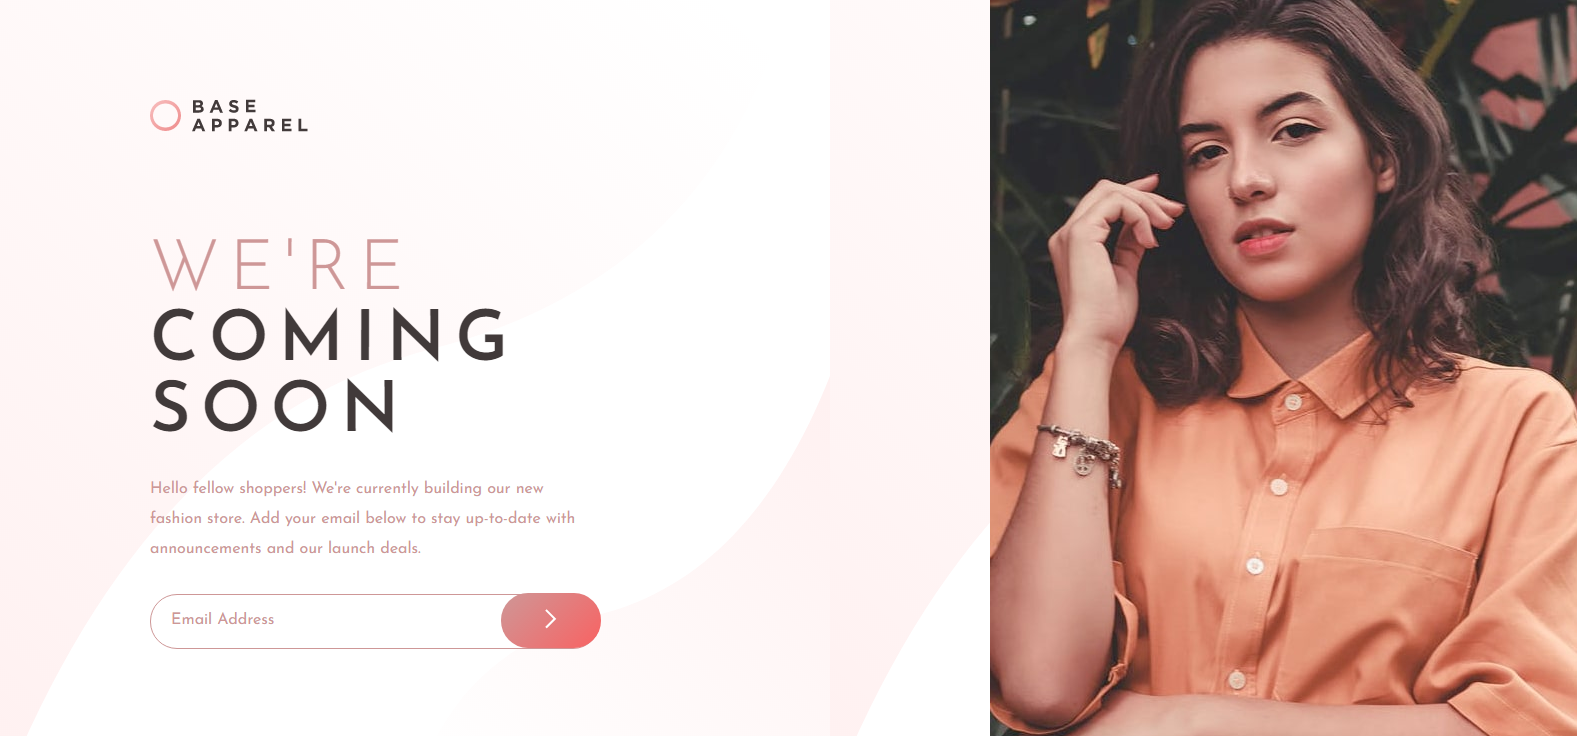 BASE
APPAREL
WE'RE
COMING
SOON
Hello fellow shoppers! We're currently building our new
fashion store. Add your email below to stay up-to-date with
announcements and our launch deals.
Email Address